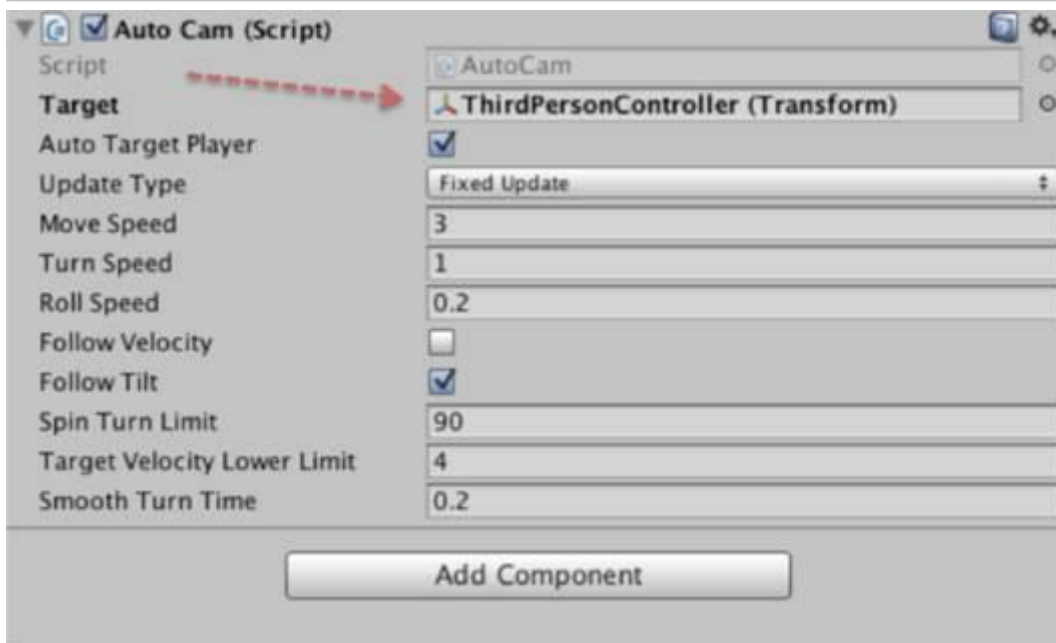 Auto Cam (Script)
Script AutoCam
Target ThirdPersonController (Transform)
Auto Target Player
Update Type Fixed Update
Move Speed 3
Turn Speed 1
Roll Speed 0.2
Follow Velocity
Follow Tilt
Spin Turn Limit 90
Target Velocity Lower Limit 4
Smooth Turn Time 0.2
Add Component